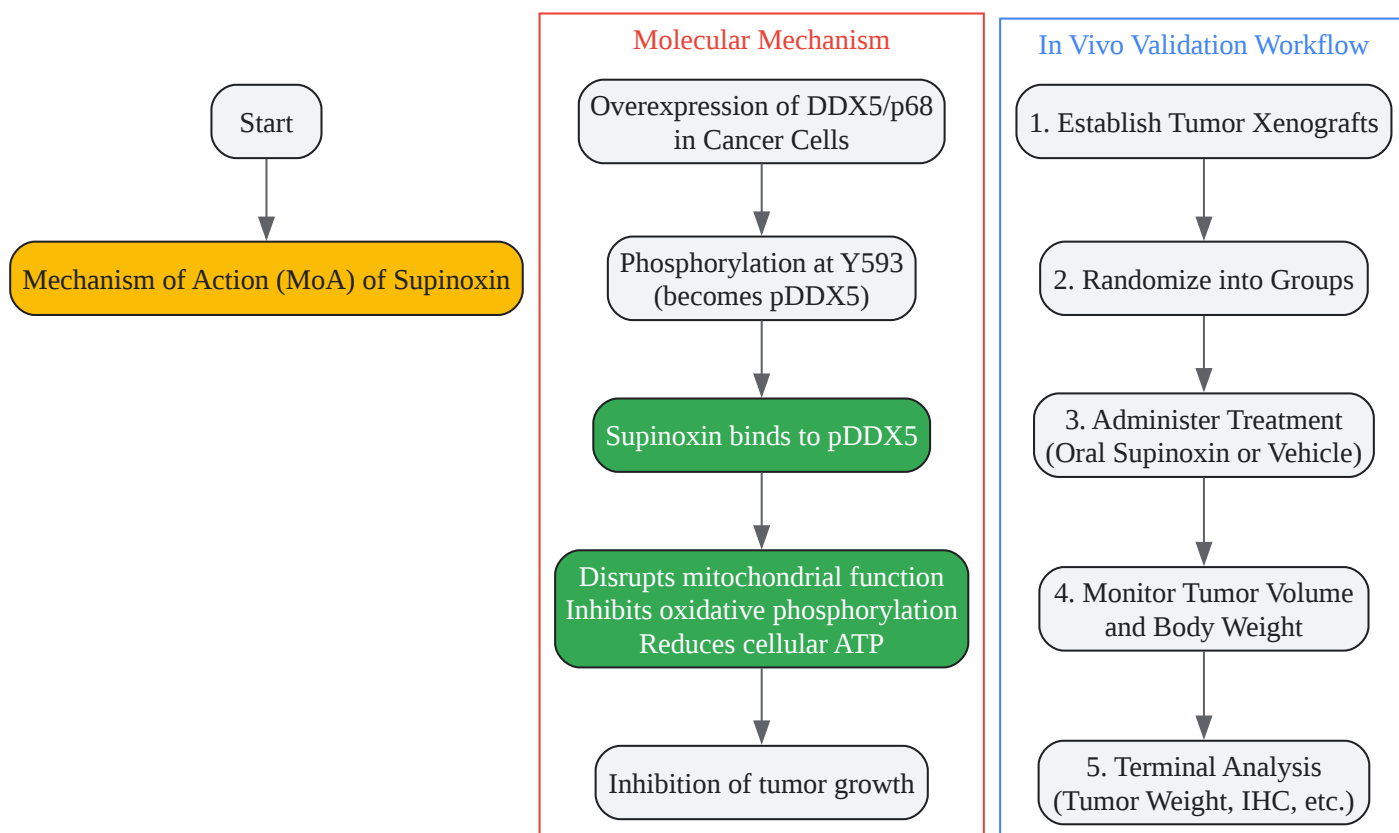 Start
Mechanism of Action (MoA) of Supinoxin
Molecular Mechanism
Overexpression of DDX5/p68
in Cancer Cells
Phosphorylation at Y593
(becomes pDDX5)
Supinoxin binds to pDDX5
Disrupts mitochondrial function
Inhibits oxidative phosphorylation
Reduces cellular ATP
Inhibition of tumor growth
In Vivo Validation Workflow
1. Establish Tumor Xenografts
2. Randomize into Groups
3. Administer Treatment
(Oral Supinoxin or Vehicle)
4. Monitor Tumor Volume
and Body Weight
5. Terminal Analysis
(Tumor Weight, IHC, etc.)